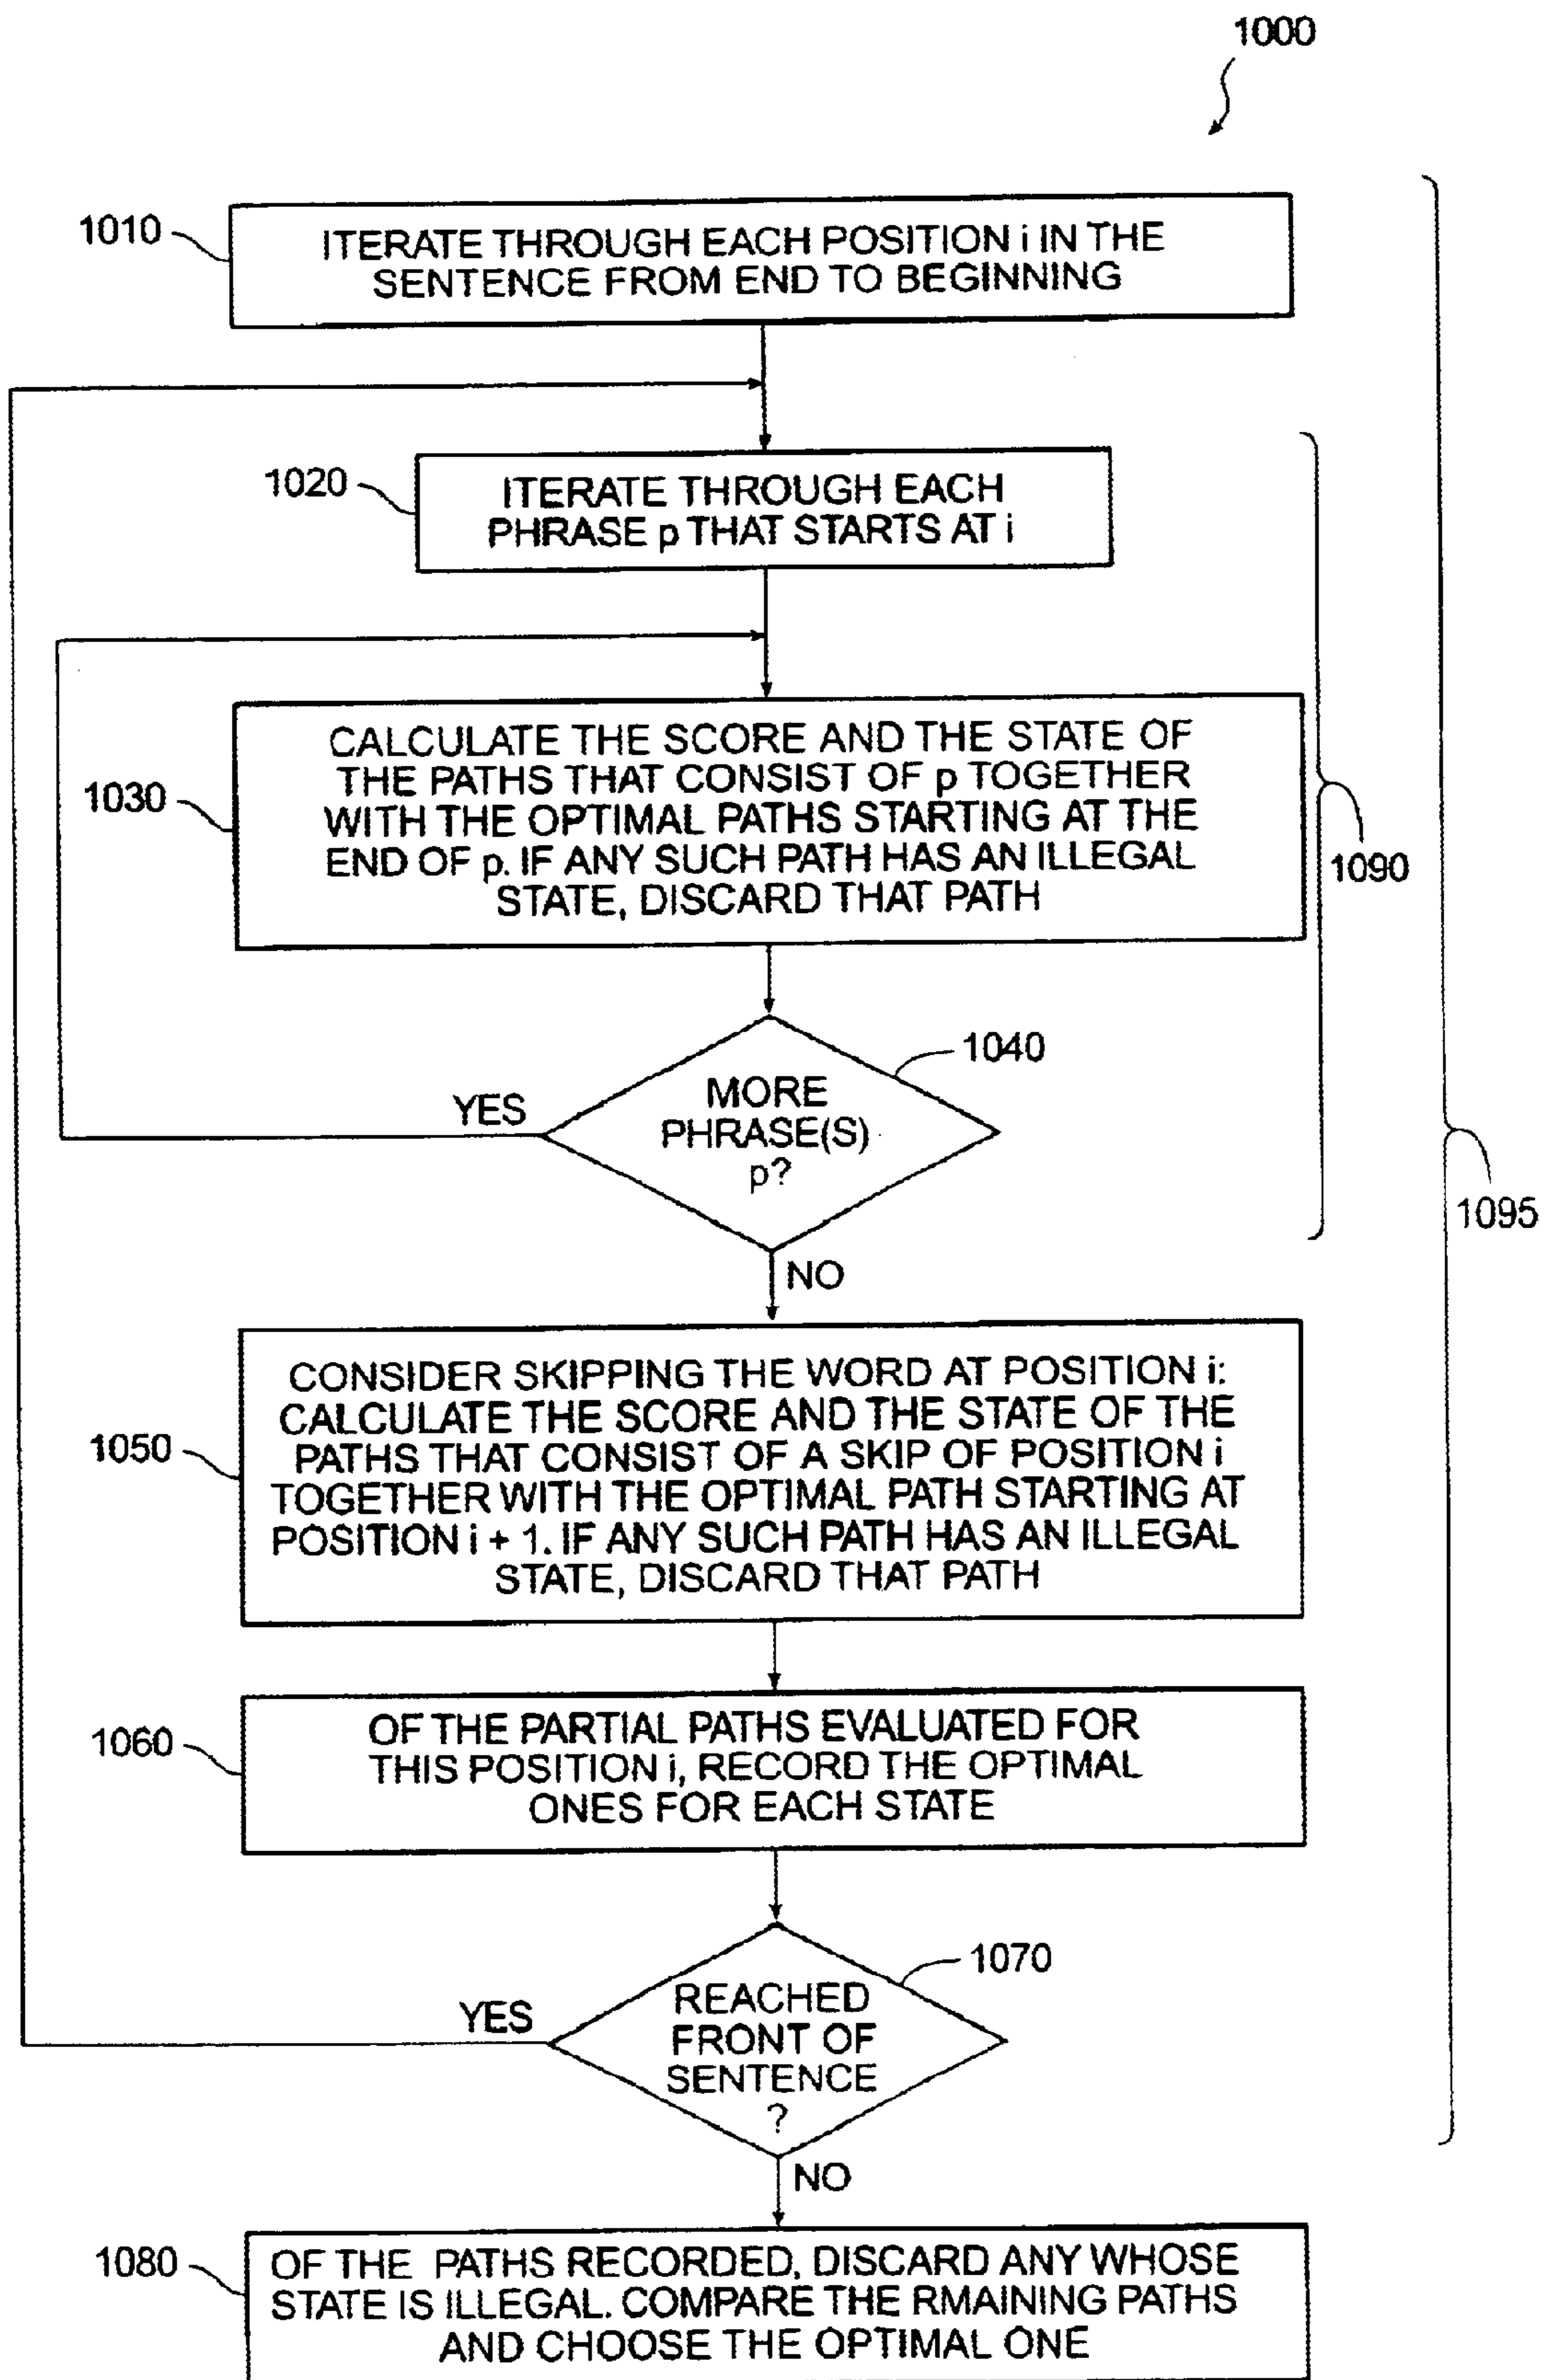 1000
1010
ITERATE THROUGH EACH POSITION i IN THE
SENTENCE FROM END TO BEGINNING
1020
ITERATE THROUGH EACH
PHRASE p THAT STARTS AT i
1030
CALCULATE THE SCORE AND THE STATE OF
THE PATHS THAT CONSIST OF p TOGETHER
WITH THE OPTIMAL PATHS STARTING AT THE
END OF p. IF ANY SUCH PATH HAS AN ILLEGAL
STATE, DISCARD THAT PATH
1090
1040
YES
MORE
PHRASE(S)
p?
1095
NO
1050
CONSIDER SKIPPING THE WORD AT POSITION i:
CALCULATE THE SCORE AND THE STATE OF THE
PATHS THAT CONSIST OF A SKIP OF POSITION i
TOGETHER WITH THE OPTIMAL PATH STARTING AT
POSITION i + 1. IF ANY SUCH PATH HAS AN ILLEGAL
STATE, DISCARD THAT PATH
1060
OF THE PARTIAL PATHS EVALUATED FOR
THIS POSITION i, RECORD THE OPTIMAL
ONES FOR EACH STATE
1070
YES
REACHED
FRONT OF
SENTENCE
?
NO
1080
OF THE PATHS RECORDED, DISCARD ANY WHOSE
STATE IS ILLEGAL. COMPARE THE RMAINING PATHS
AND CHOOSE THE OPTIMAL ONE